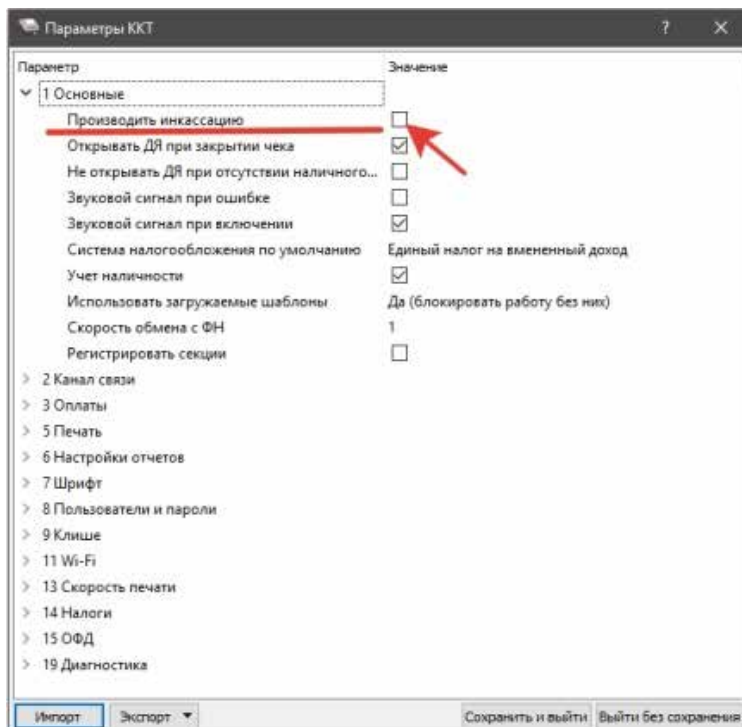 Параметры ККТ
Параметр Значение
1 Основные
Производить инкассацию
Открывать ДЯ при закрытии чека
Не открывать ДЯ при отсутствии наличного...
Звуковой сигнал при ошибке
Звуковой сигнал при включении
Система налогообложения по умолчанию Единый налог на вмененный доход
Учет наличности
Использовать загружаемые шаблоны Да (блокировать работу без них)
Скорость обмена с ФН 1
Регистрировать секции
2 Канал связи
3 Оплаты
5 Печать
6 Настройки отчетов
7 Шрифт
8 Пользователи и пароли
9 Клише
11 Wi-Fi
13 Скорость печати
14 Налоги
15 ОФД
19 Диагностика
Импорт Экспорт Сохранить и выйти Выйти без сохранения